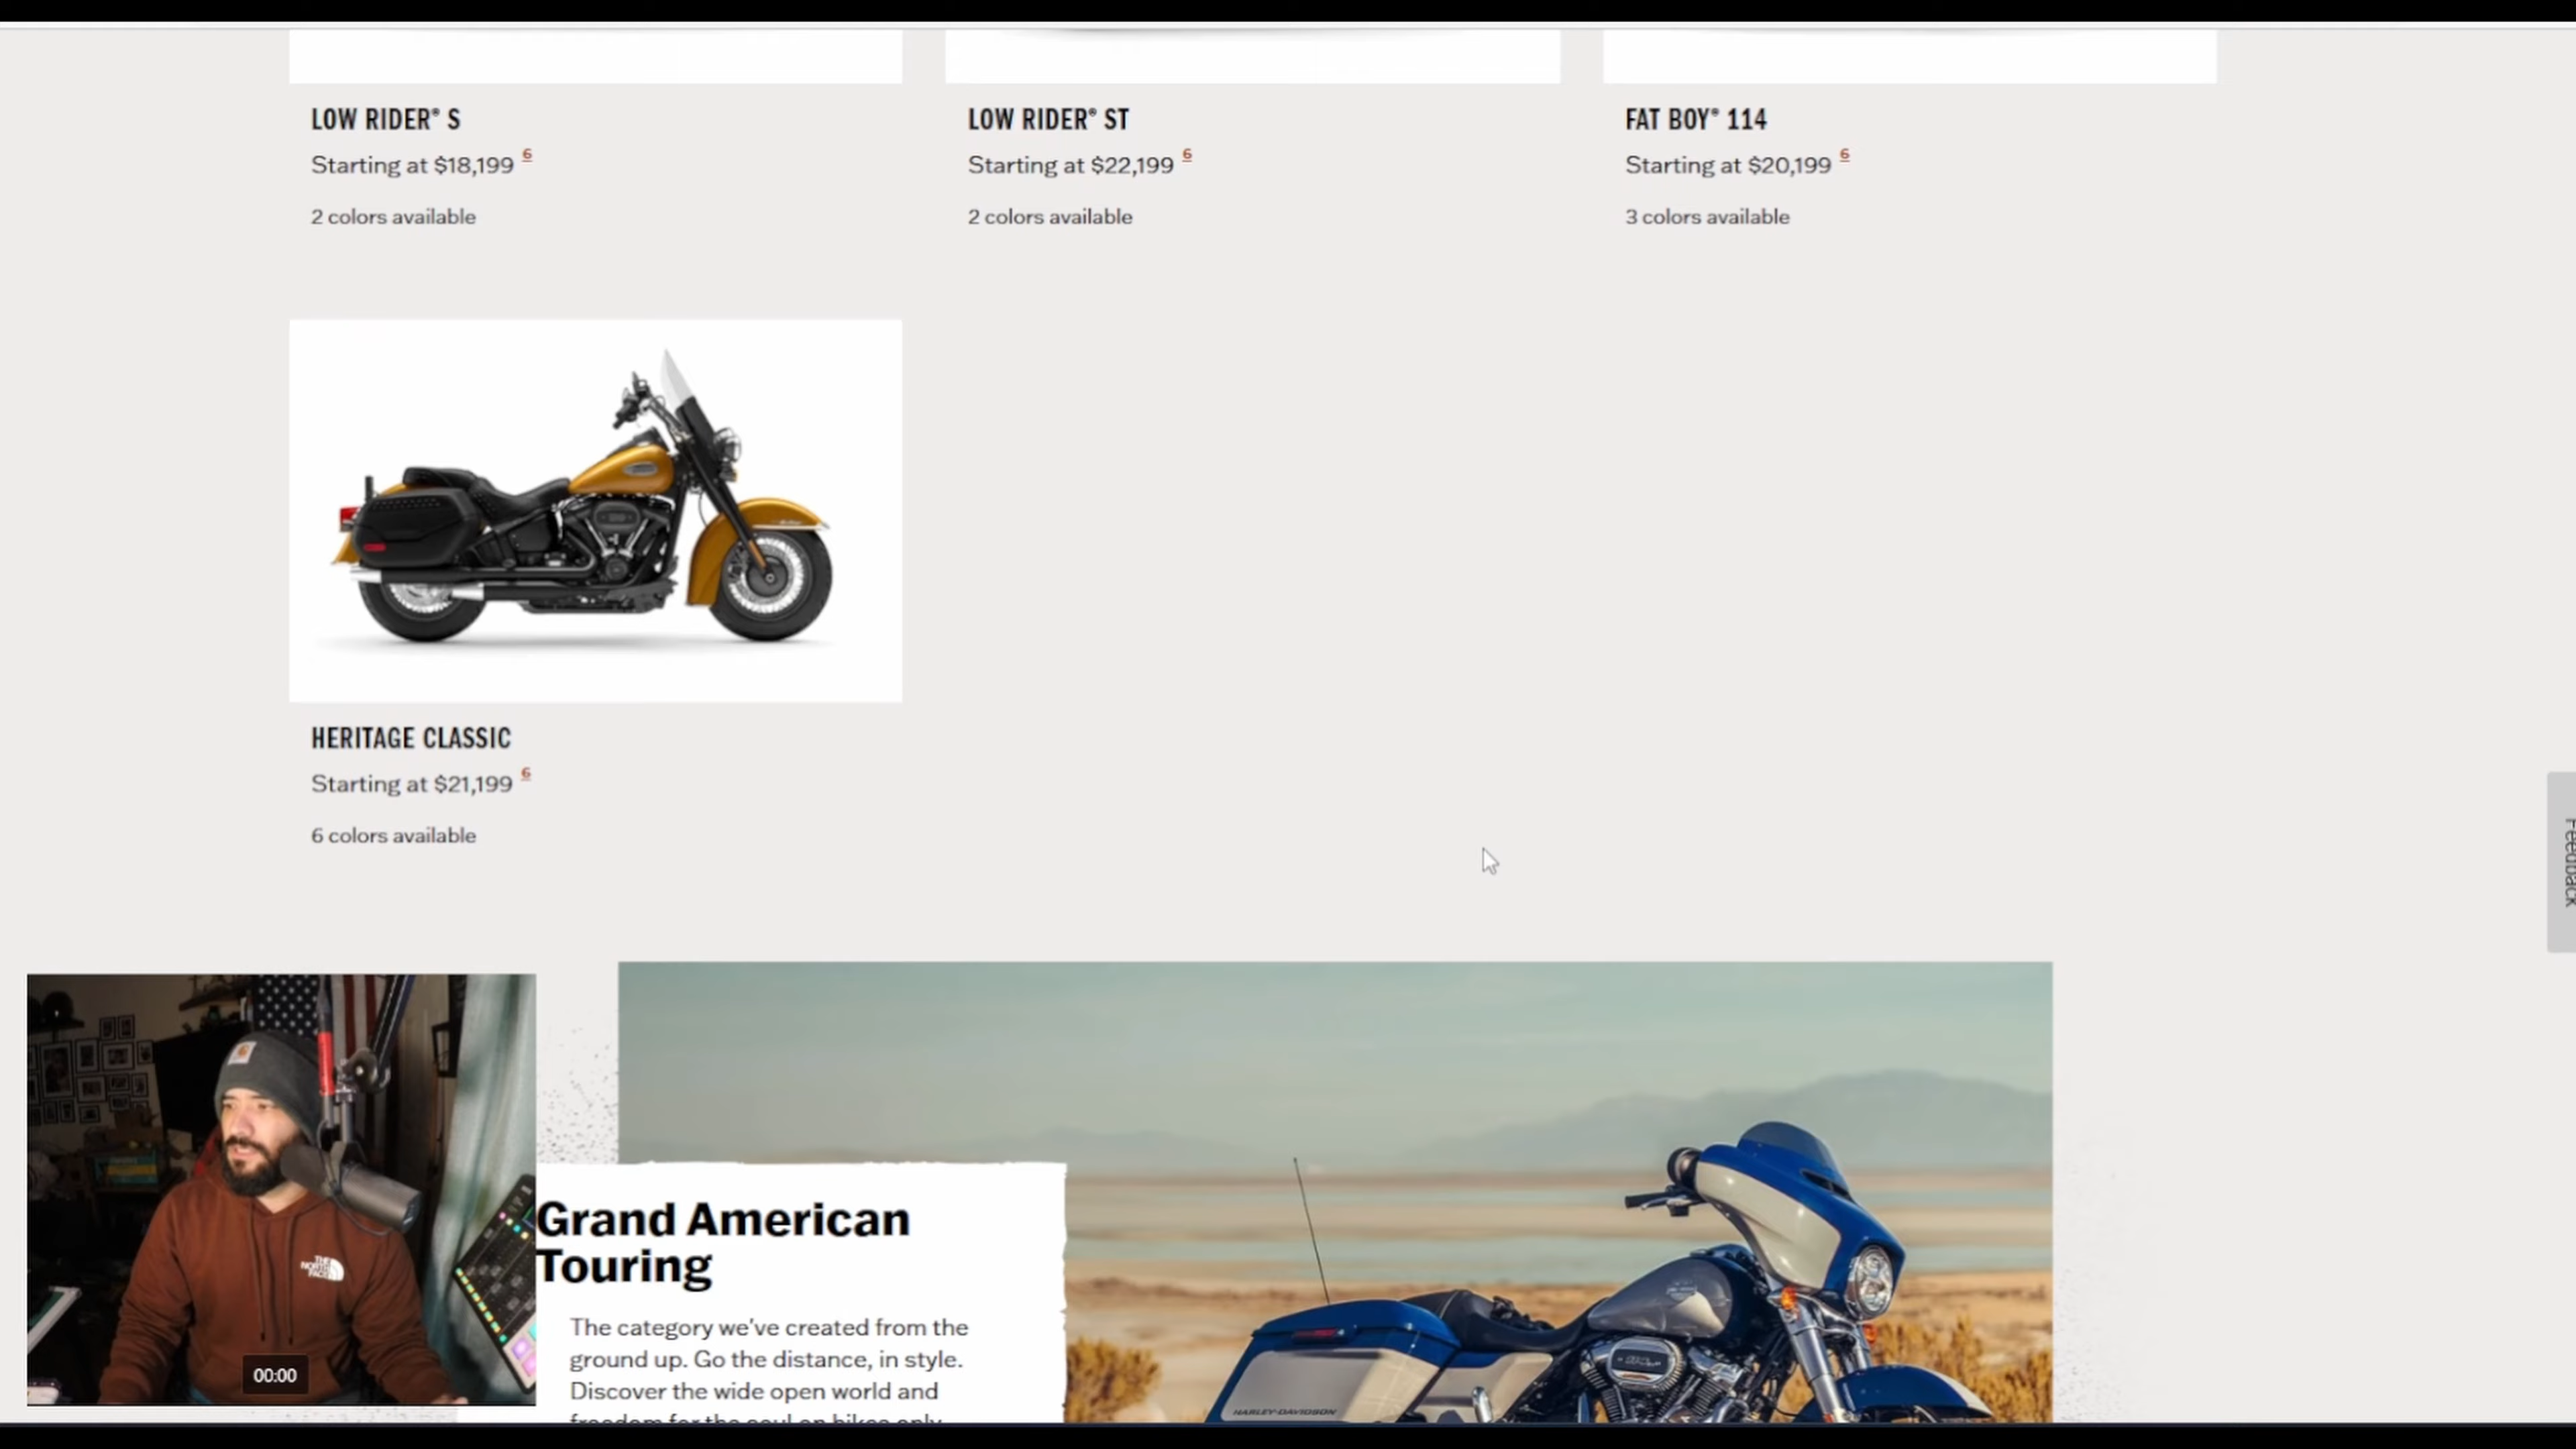 LOW RIDER® S
Starting at $18,199 6
2 colors available
LOW RIDER® ST
Starting at $22,199 6
2 colors available
FAT BOY® 114
Starting at $20,199 6
3 colors available
HERITAGE CLASSIC
Starting at $21,199 6
6 colors available
Feedback
Grand American
Touring
The category we've created from the
ground up. Go the distance, in style.
Discover the wide open world and
freedom for the soul on bikes only
THE
NORTH
FACE
00:00
HARLEY-DAVIDSON